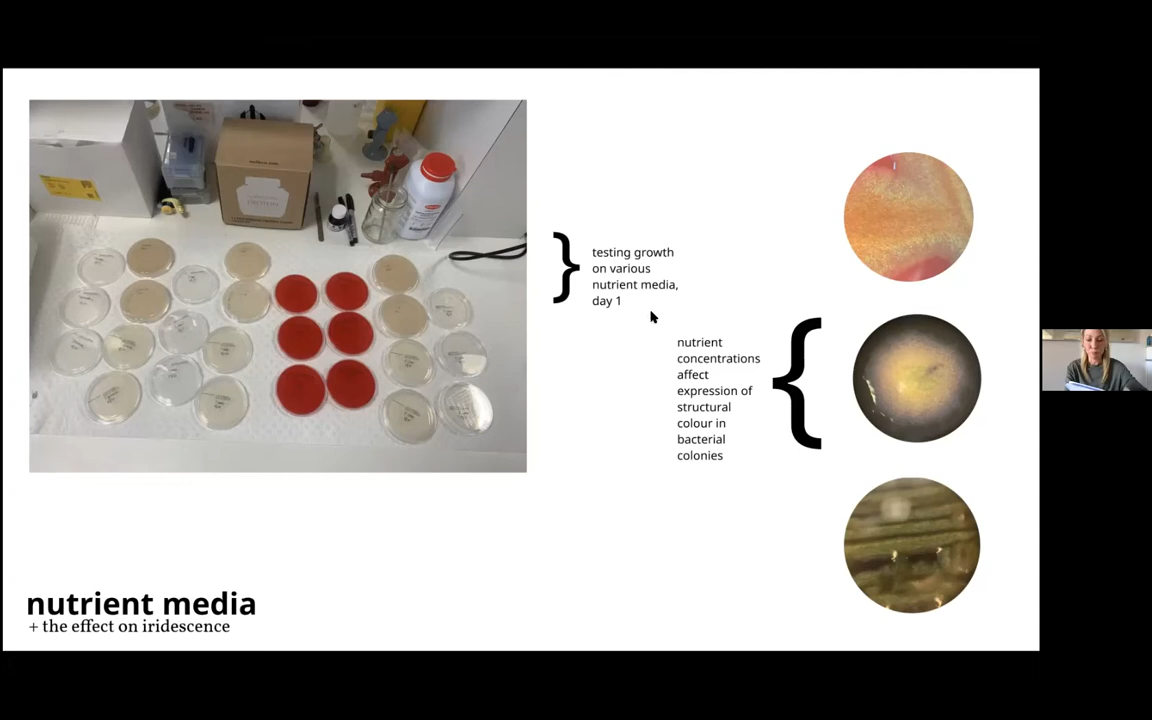 testing growth
on various
nutrient media,
day 1
nutrient
concentrations
affect
expression of
structural
colour in
bacterial
colonies
nutrient media
+ the effect on iridescence
PROTEIN